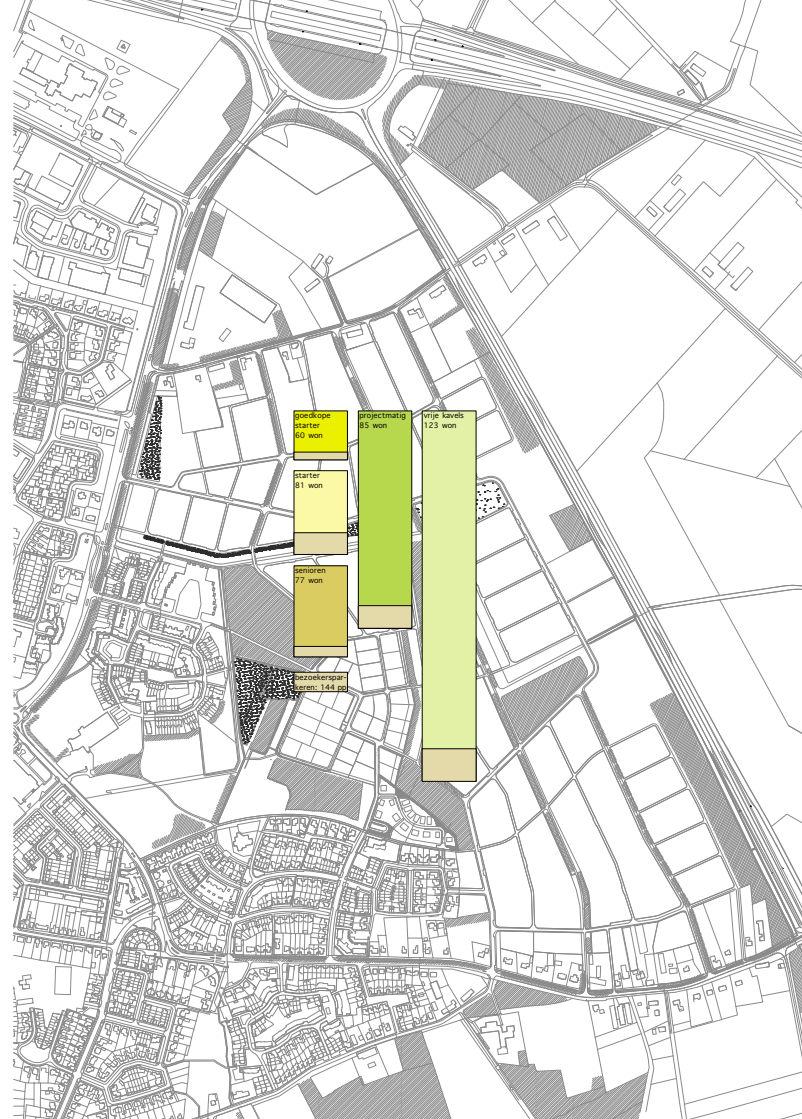 goedkope
starter
60 won
projectmatig
85 won
vrije kavels
123 won
starter
81 won
senioren
77 won
bezoekerspar-
keren: 144 pp